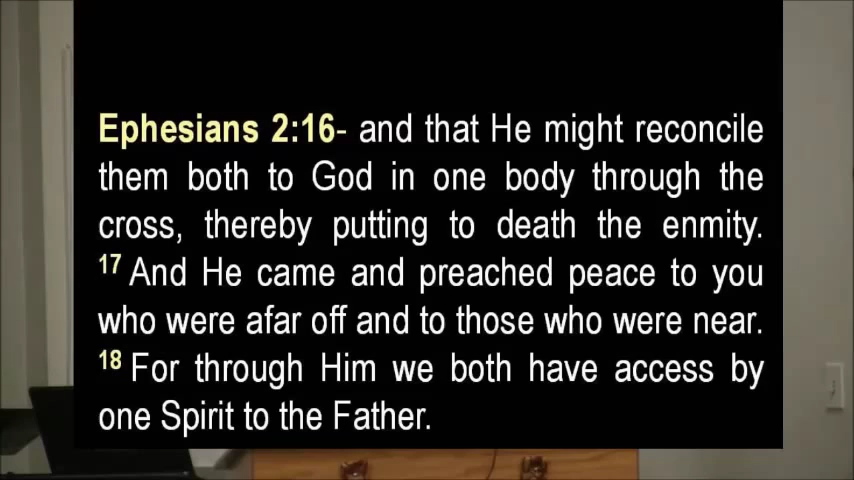 Ephesians 2:16- and that He might reconcile
them both to God in one body through the
cross, thereby putting to death the enmity.
17 And He came and preached peace to you
who were afar off and to those who were near.
18 For through Him we both have access by
one Spirit to the Father.